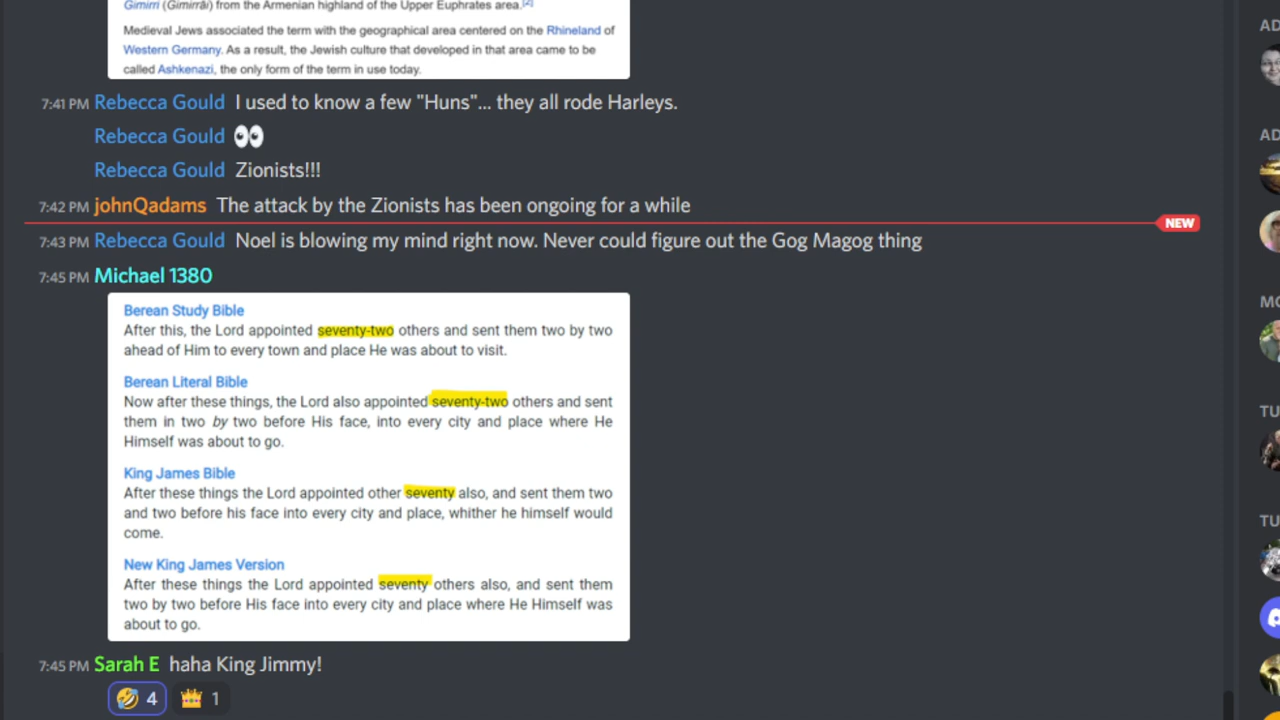 Gimirri (Gimirrāi) from the Armenian highland of the Upper Euphrates area.[2]
Medieval Jews associated the term with the geographical area centered on the Rhineland of
Western Germany. As a result, the Jewish culture that developed in that area came to be
called Ashkenazi, the only form of the term in use today.
7:41 PM Rebecca Gould I used to know a few "Huns"... they all rode Harleys.
Rebecca Gould 👀
Rebecca Gould Zionists!!!
7:42 PM johnQadams The attack by the Zionists has been ongoing for a while
NEW
7:43 PM Rebecca Gould Noel is blowing my mind right now. Never could figure out the Gog Magog thing
7:45 PM Michael 1380
Berean Study Bible
After this, the Lord appointed seventy-two others and sent them two by two
ahead of Him to every town and place He was about to visit.
Berean Literal Bible
Now after these things, the Lord also appointed seventy-two others and sent
them in two by two before His face, into every city and place where He
Himself was about to go.
King James Bible
After these things the Lord appointed other seventy also, and sent them two
and two before his face into every city and place, whither he himself would
come.
New King James Version
After these things the Lord appointed seventy others also, and sent them
two by two before His face into every city and place where He Himself was
about to go.
7:45 PM Sarah E haha King Jimmy!
🤣 4 👑 1
AD
AD
MO
TU
TU